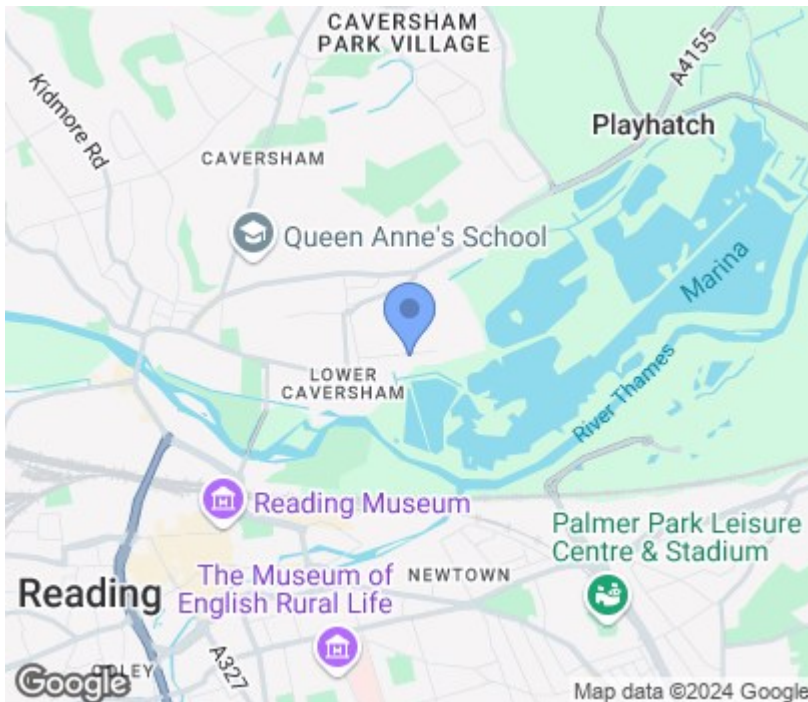 CAVERSHAM
PARK VILLAGE
A4155
Kidmore Rd
Playhatch
CAVERSHAM
Queen Anne's School
Marina
LOWER
CAVERSHAM
River Thames
Reading Museum
Palmer Park Leisure
Centre & Stadium
The Museum of
English Rural Life
NEWTOWN
Reading
A327
Google
Map data ©2024 Google